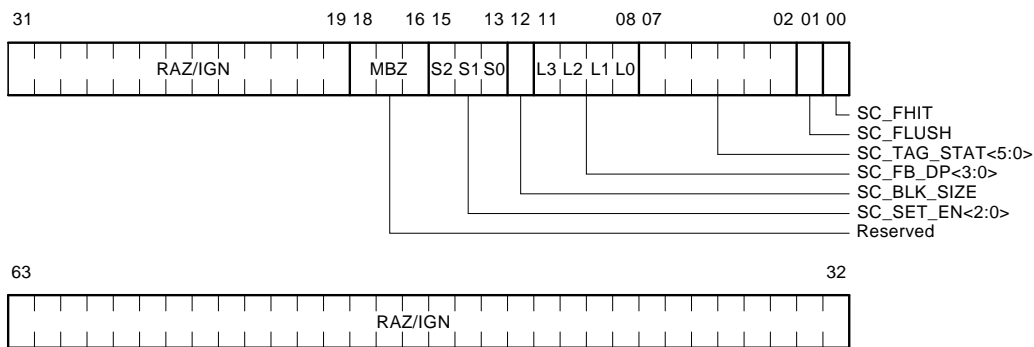 31 19 18 16 15 13 12 11 08 07 02 01 00
RAZ/IGN MBZ S2 S1 S0 L3 L2 L1 L0
SC_FHIT
SC_FLUSH
SC_TAG_STAT<5:0>
SC_FB_DP<3:0>
SC_BLK_SIZE
SC_SET_EN<2:0>
Reserved
63 32
RAZ/IGN